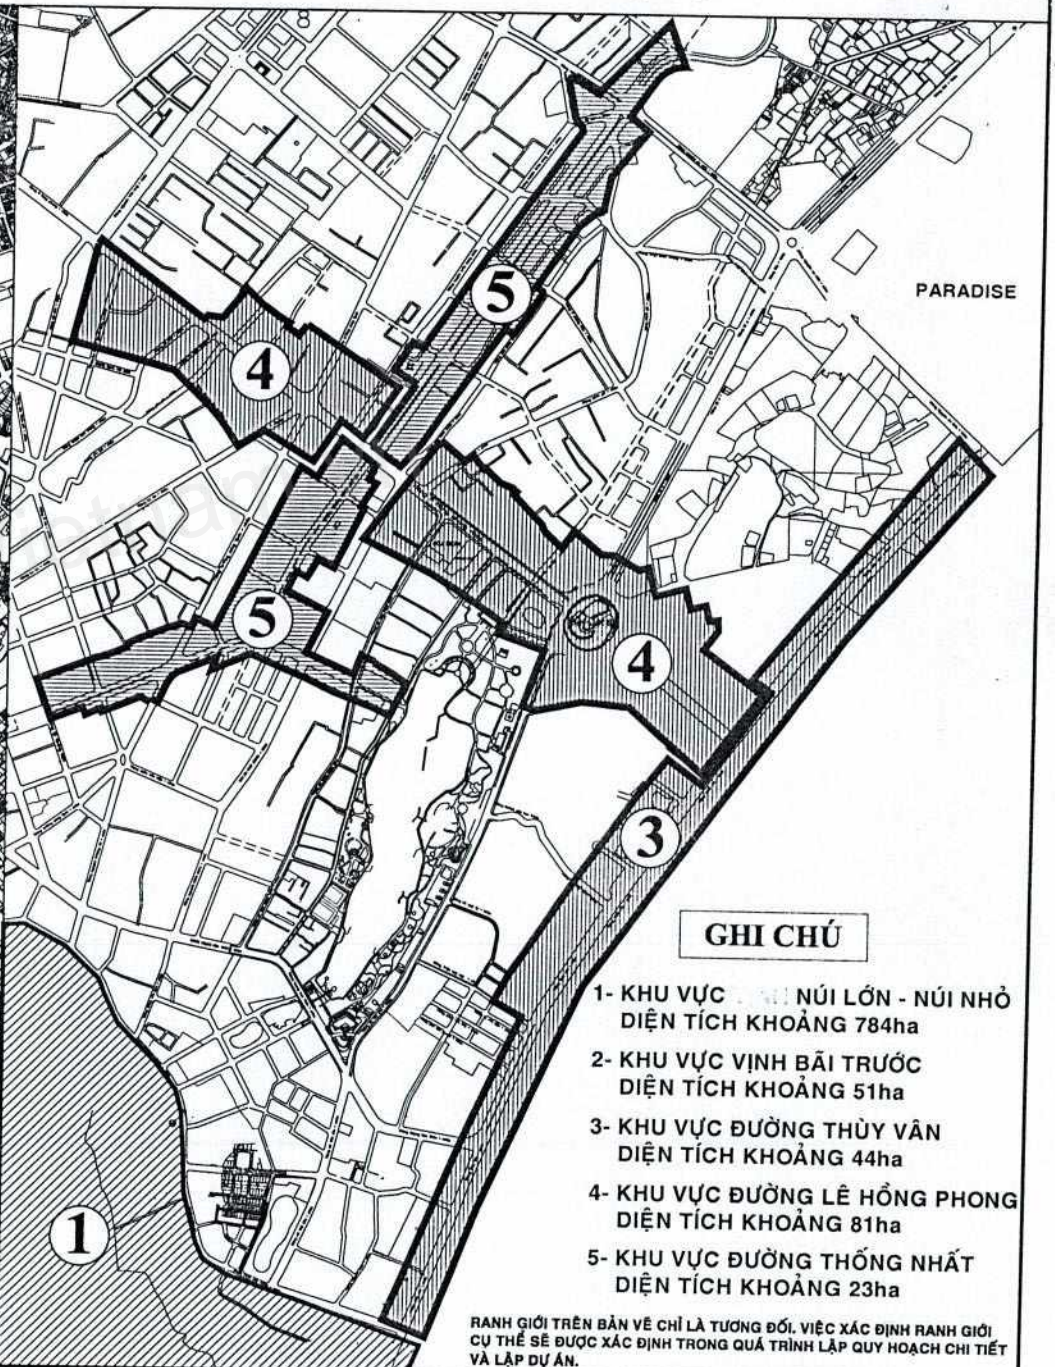 PARADISE
5
4
5
4
3
1
GHI CHÚ
1- KHU VỰC NÚI LỚN - NÚI NHỎ
DIỆN TÍCH KHOẢNG 784ha
2- KHU VỰC VỊNH BÃI TRƯỚC
DIỆN TÍCH KHOẢNG 51ha
3- KHU VỰC ĐƯỜNG THÙY VÂN
DIỆN TÍCH KHOẢNG 44ha
4- KHU VỰC ĐƯỜNG LÊ HỒNG PHONG
DIỆN TÍCH KHOẢNG 81ha
5- KHU VỰC ĐƯỜNG THỐNG NHẤT
DIỆN TÍCH KHOẢNG 23ha
RANH GIỚI TRÊN BẢN VẼ CHỈ LÀ TƯƠNG ĐỐI. VIỆC XÁC ĐỊNH RANH GIỚI
CỤ THỂ SẼ ĐƯỢC XÁC ĐỊNH TRONG QUÁ TRÌNH LẬP QUY HOẠCH CHI TIẾT
VÀ LẬP DỰ ÁN.